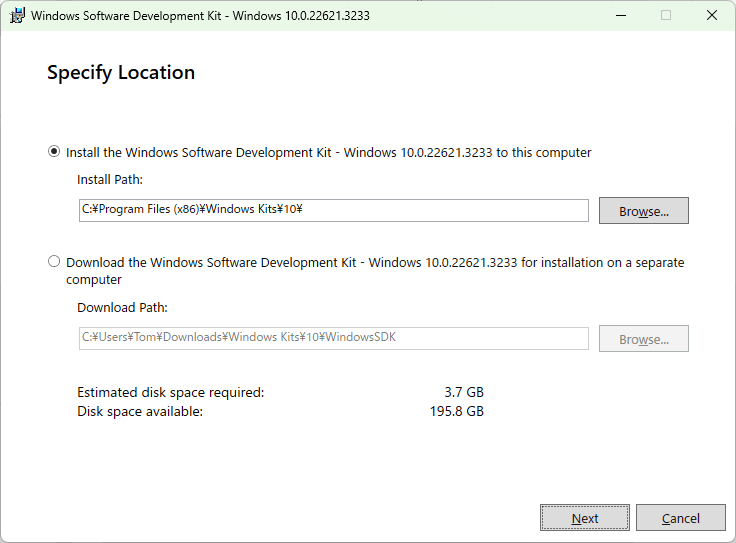 Windows Software Development Kit - Windows 10.0.22621.3233
Specify Location
Install the Windows Software Development Kit - Windows 10.0.22621.3233 to this computer
Install Path:
C:¥Program Files (x86)¥Windows Kits¥10¥
Browse...
Download the Windows Software Development Kit - Windows 10.0.22621.3233 for installation on a separate
computer
Download Path:
C:¥Users¥Tom¥Downloads¥Windows Kits¥10¥WindowsSDK
Browse...
Estimated disk space required: 3.7 GB
Disk space available: 195.8 GB
Next Cancel